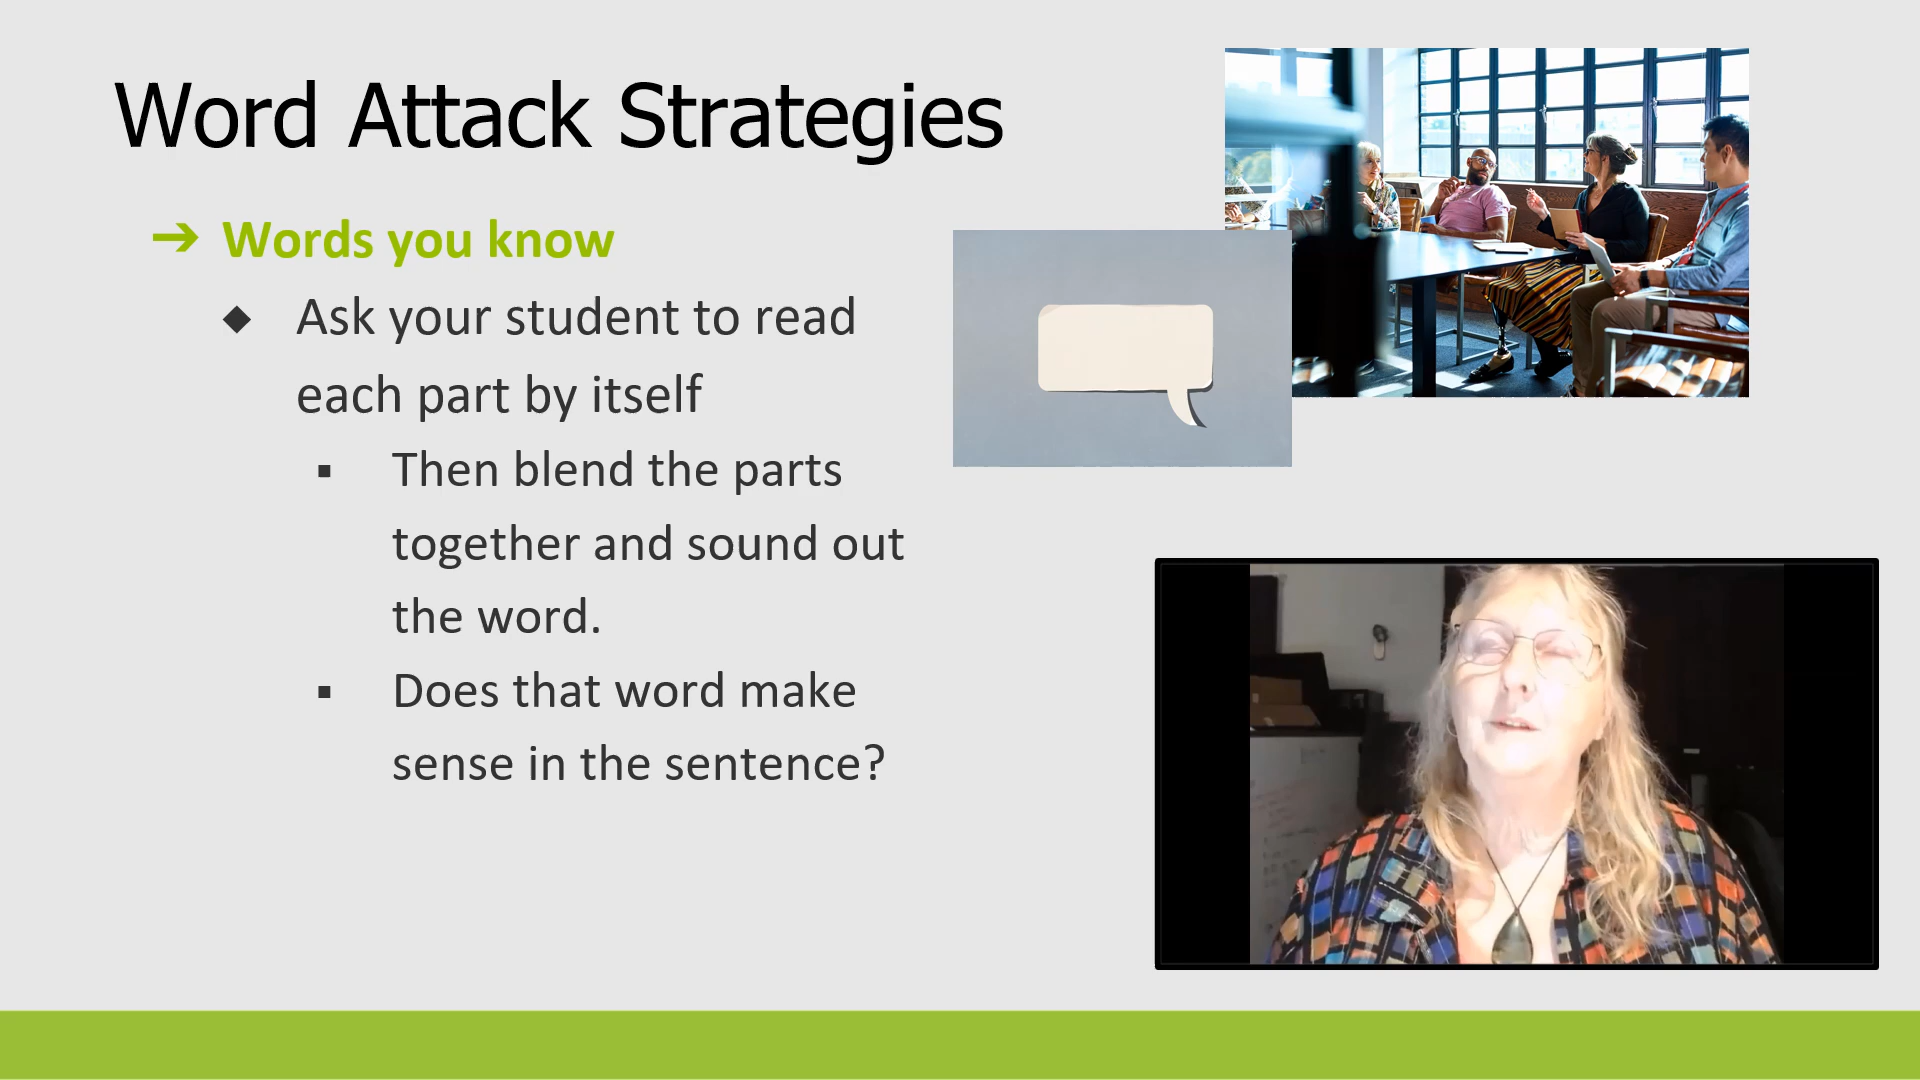 Word Attack Strategies
➔ Words you know
◆ Ask your student to read
each part by itself
▪ Then blend the parts
together and sound out
the word.
▪ Does that word make
sense in the sentence?